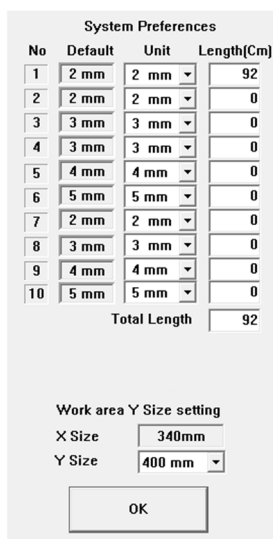 System Preferences
No Default Unit Length(Cm)
1 2 mm 2 mm 92
2 2 mm 2 mm 0
3 3 mm 3 mm 0
4 3 mm 3 mm 0
5 4 mm 4 mm 0
6 5 mm 5 mm 0
7 2 mm 2 mm 0
8 3 mm 3 mm 0
9 4 mm 4 mm 0
10 5 mm 5 mm 0
Total Length 92
Work area Y Size setting
X Size 340mm
Y Size 400 mm
OK